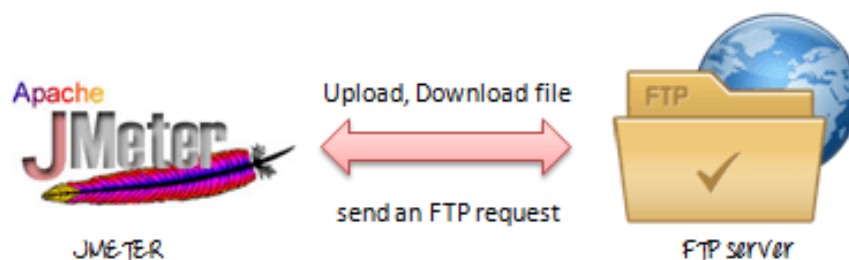 Apache
JMeter
Upload, Download file
send an FTP request
FTP
JMETER
FTP server